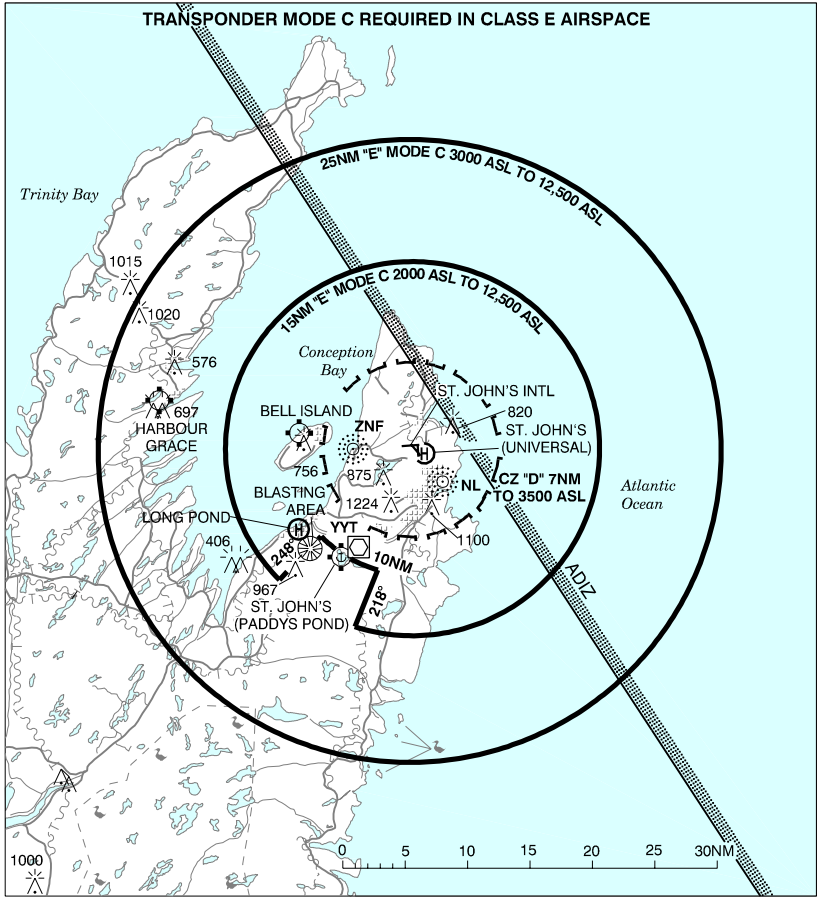 TRANSPONDER MODE C REQUIRED IN CLASS E AIRSPACE
25NM "E" MODE C 3000 ASL TO 12,500 ASL
Trinity Bay
1015
15NM "E" MODE C 2000 ASL TO 12,500 ASL
1020
Conception
Bay
576
ST. JOHN'S INTL
697
BELL ISLAND
820
HARBOUR
GRACE
ZNF
ST. JOHN'S
(UNIVERSAL)
H
756
875
NL
CZ "D" 7NM
TO 3500 ASL
Atlantic
Ocean
BLASTING
AREA
1224
LONG POND
H
YYT
406
248°
1100
10NM
967
ADIZ
ST. JOHN'S
(PADDYS POND)
218°
1000
0 5 10 15 20 25 30NM